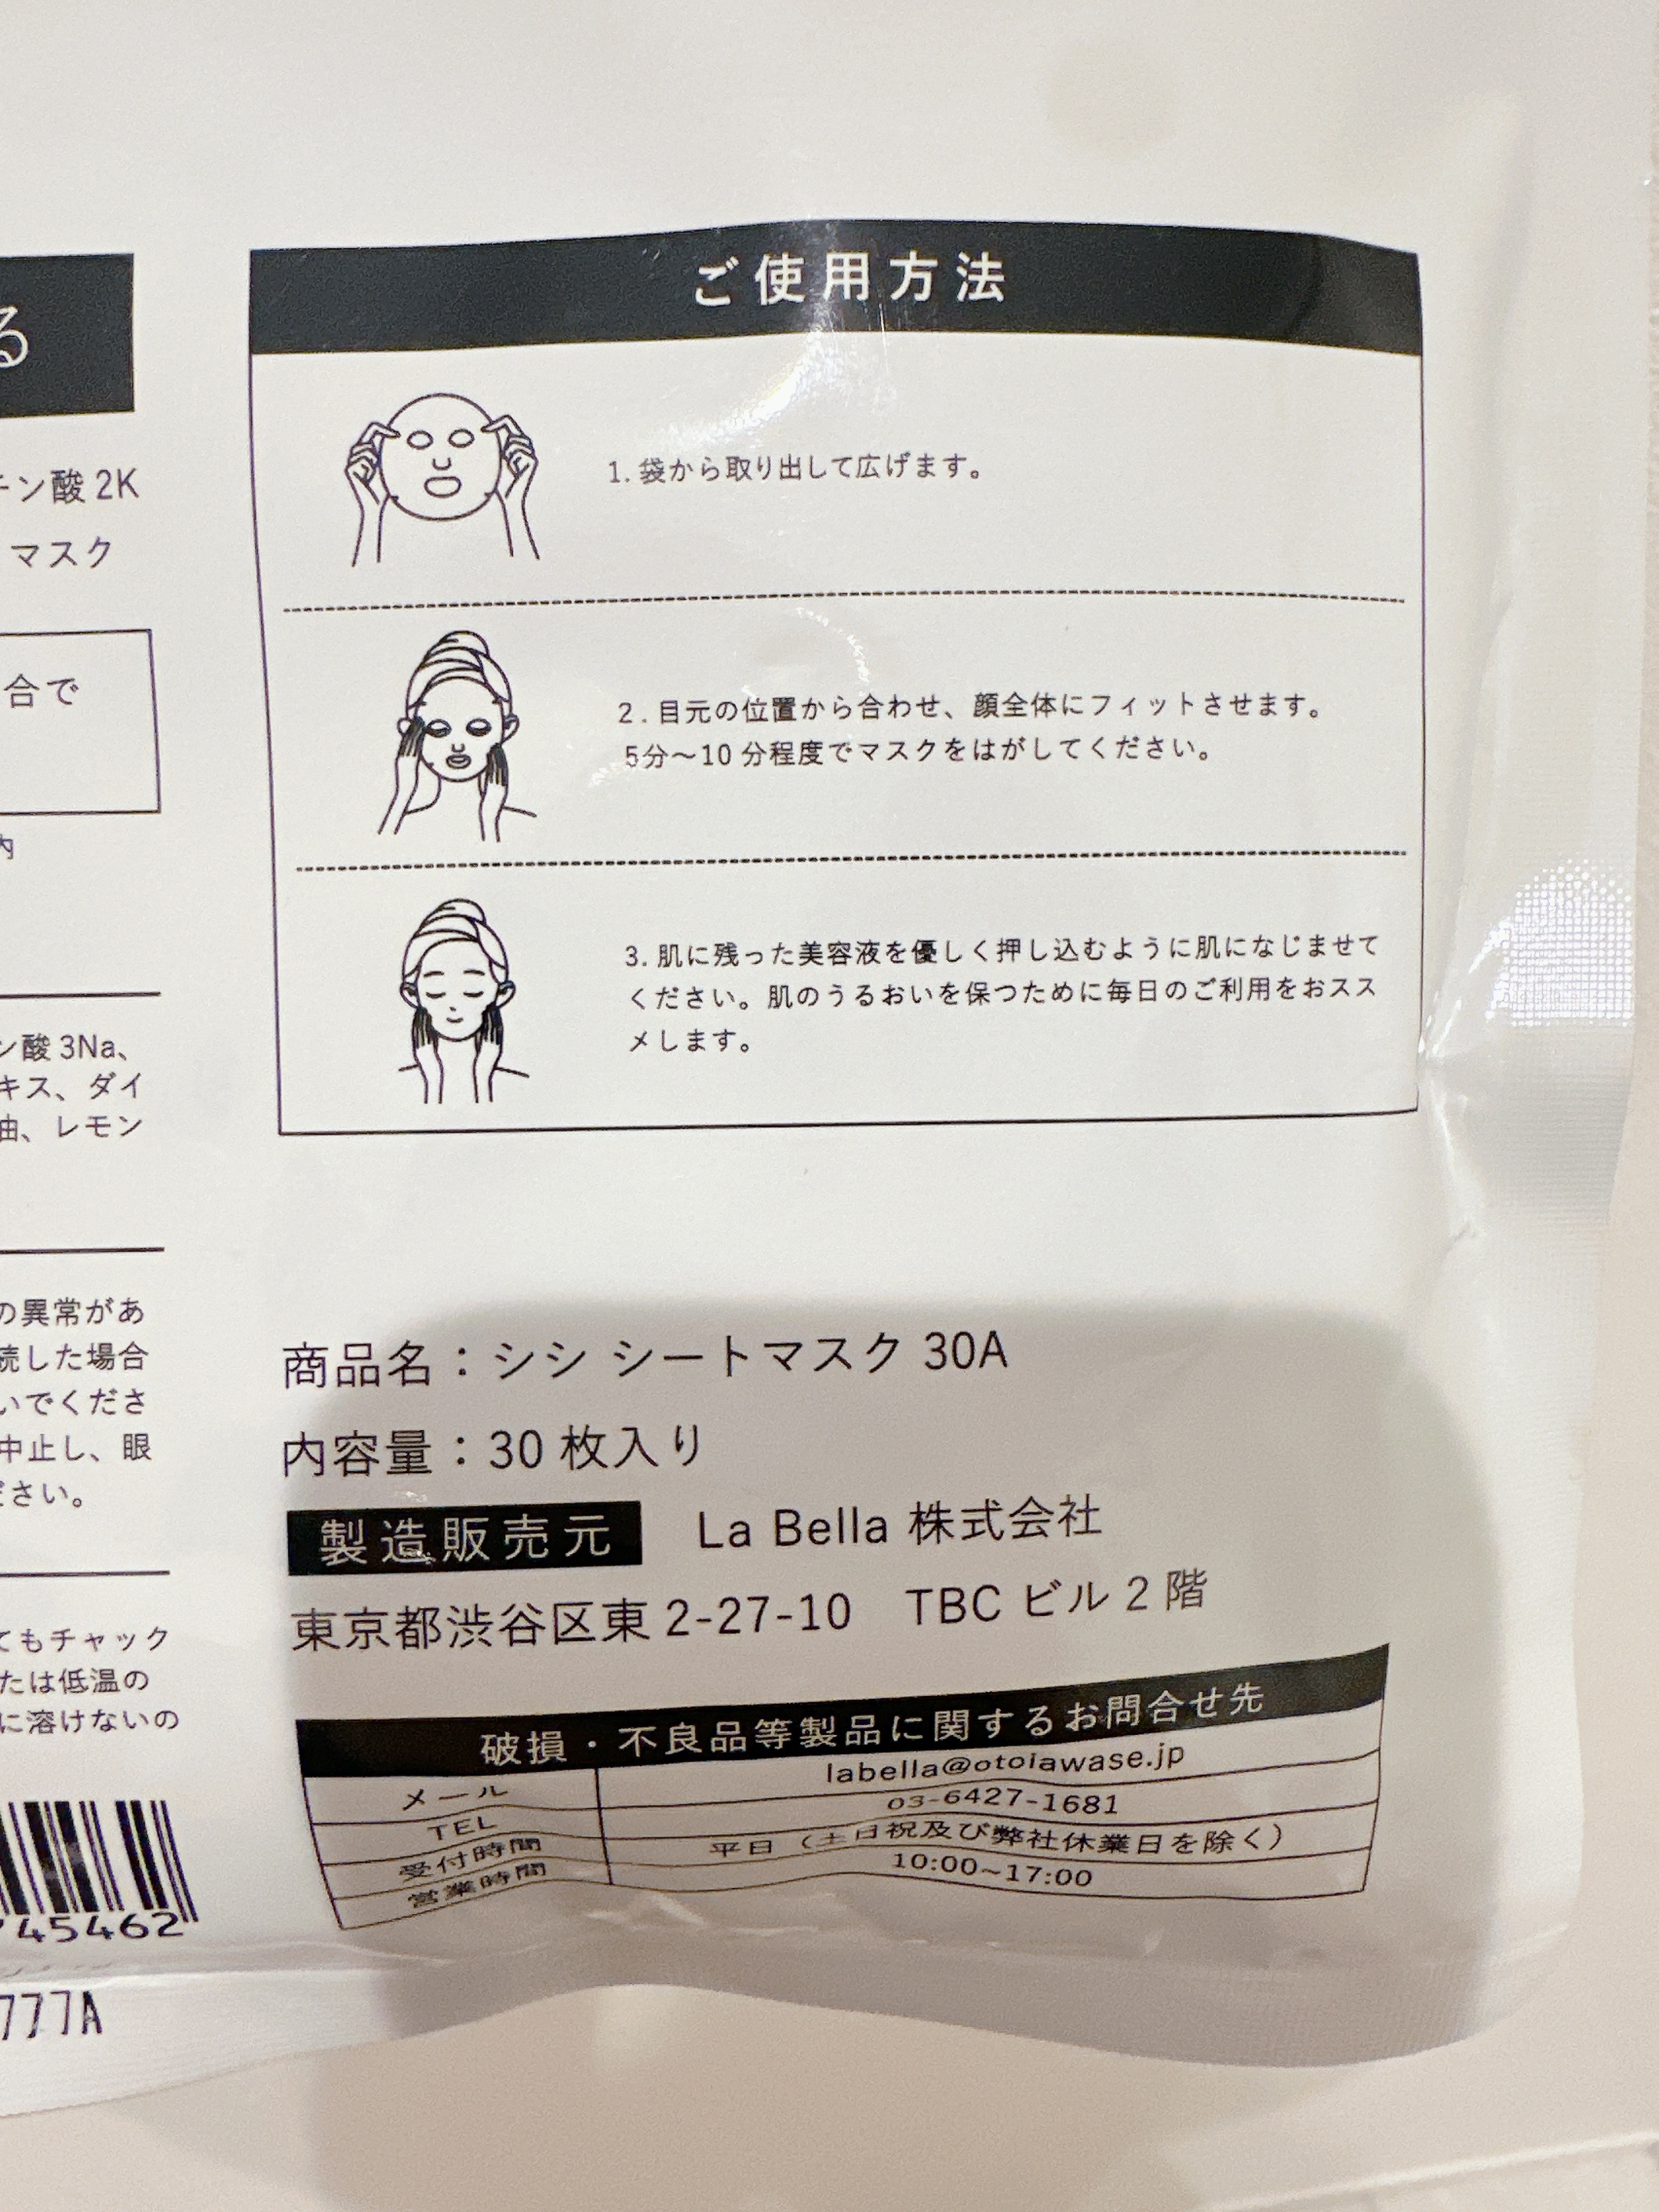 る
チン酸 2K
マスク
合で
内
ン酸 3Na、
キス、ダイ
油、レモン
の異常があ
続した場合
いでくださ
中止し、眼
ださい。
てもチャック
たは低温の
に溶けないの
745462
777A
ご使用方法
1. 袋から取り出して広げます。
2. 目元の位置から合わせ、顔全体にフィットさせます。
5分～10 分程度でマスクをはがしてください。
3. 肌に残った美容液を優しく押し込むように肌になじませて
ください。肌のうるおいを保つために毎日のご利用をおスス
メします。
商品名：シシ シートマスク 30A
内容量：30 枚入り
製造販売元 La Bella 株式会社
東京都渋谷区東 2-27-10 TBC ビル 2 階
破損・不良品等製品に関するお問合せ先
メール labella@otoiawase.jp
TEL 03-6427-1681
受付時間 平日（土日祝及び弊社休業日を除く）
営業時間 10:00~17:00